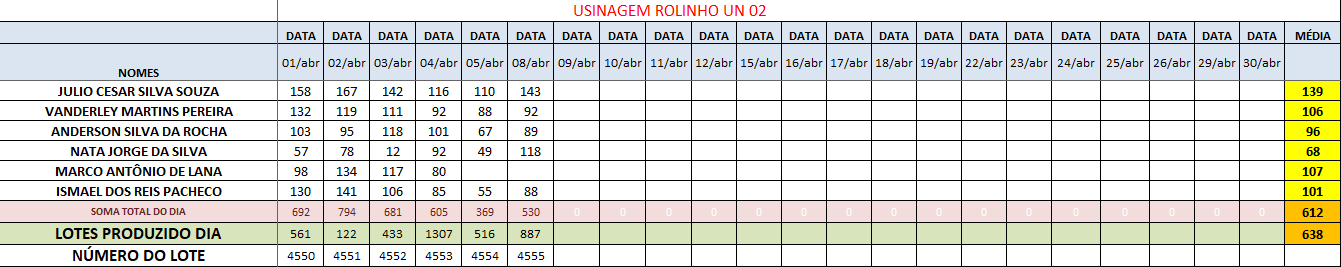 USINAGEM ROLINHO UN 02
DATA DATA DATA DATA DATA DATA DATA DATA DATA DATA DATA DATA DATA DATA DATA DATA DATA DATA DATA DATA DATA DATA MÉDIA
NOMES 01/abr 02/abr 03/abr 04/abr 05/abr 08/abr 09/abr 10/abr 11/abr 12/abr 15/abr 16/abr 17/abr 18/abr 19/abr 22/abr 23/abr 24/abr 25/abr 26/abr 29/abr 30/abr
JULIO CESAR SILVA SOUZA 158 167 142 116 110 143 139
VANDERLEY MARTINS PEREIRA 132 119 111 92 88 92 106
ANDERSON SILVA DA ROCHA 103 95 118 101 67 89 96
NATA JORGE DA SILVA 57 78 12 92 49 118 68
MARCO ANTÔNIO DE LANA 98 134 117 80 107
ISMAEL DOS REIS PACHECO 130 141 106 85 55 88 101
SOMA TOTAL DO DIA 692 794 681 605 369 530 0 0 0 0 0 0 0 0 0 0 0 0 0 0 0 0 612
LOTES PRODUZIDO DIA 561 122 433 1307 516 887 638
NÚMERO DO LOTE 4550 4551 4552 4553 4554 4555